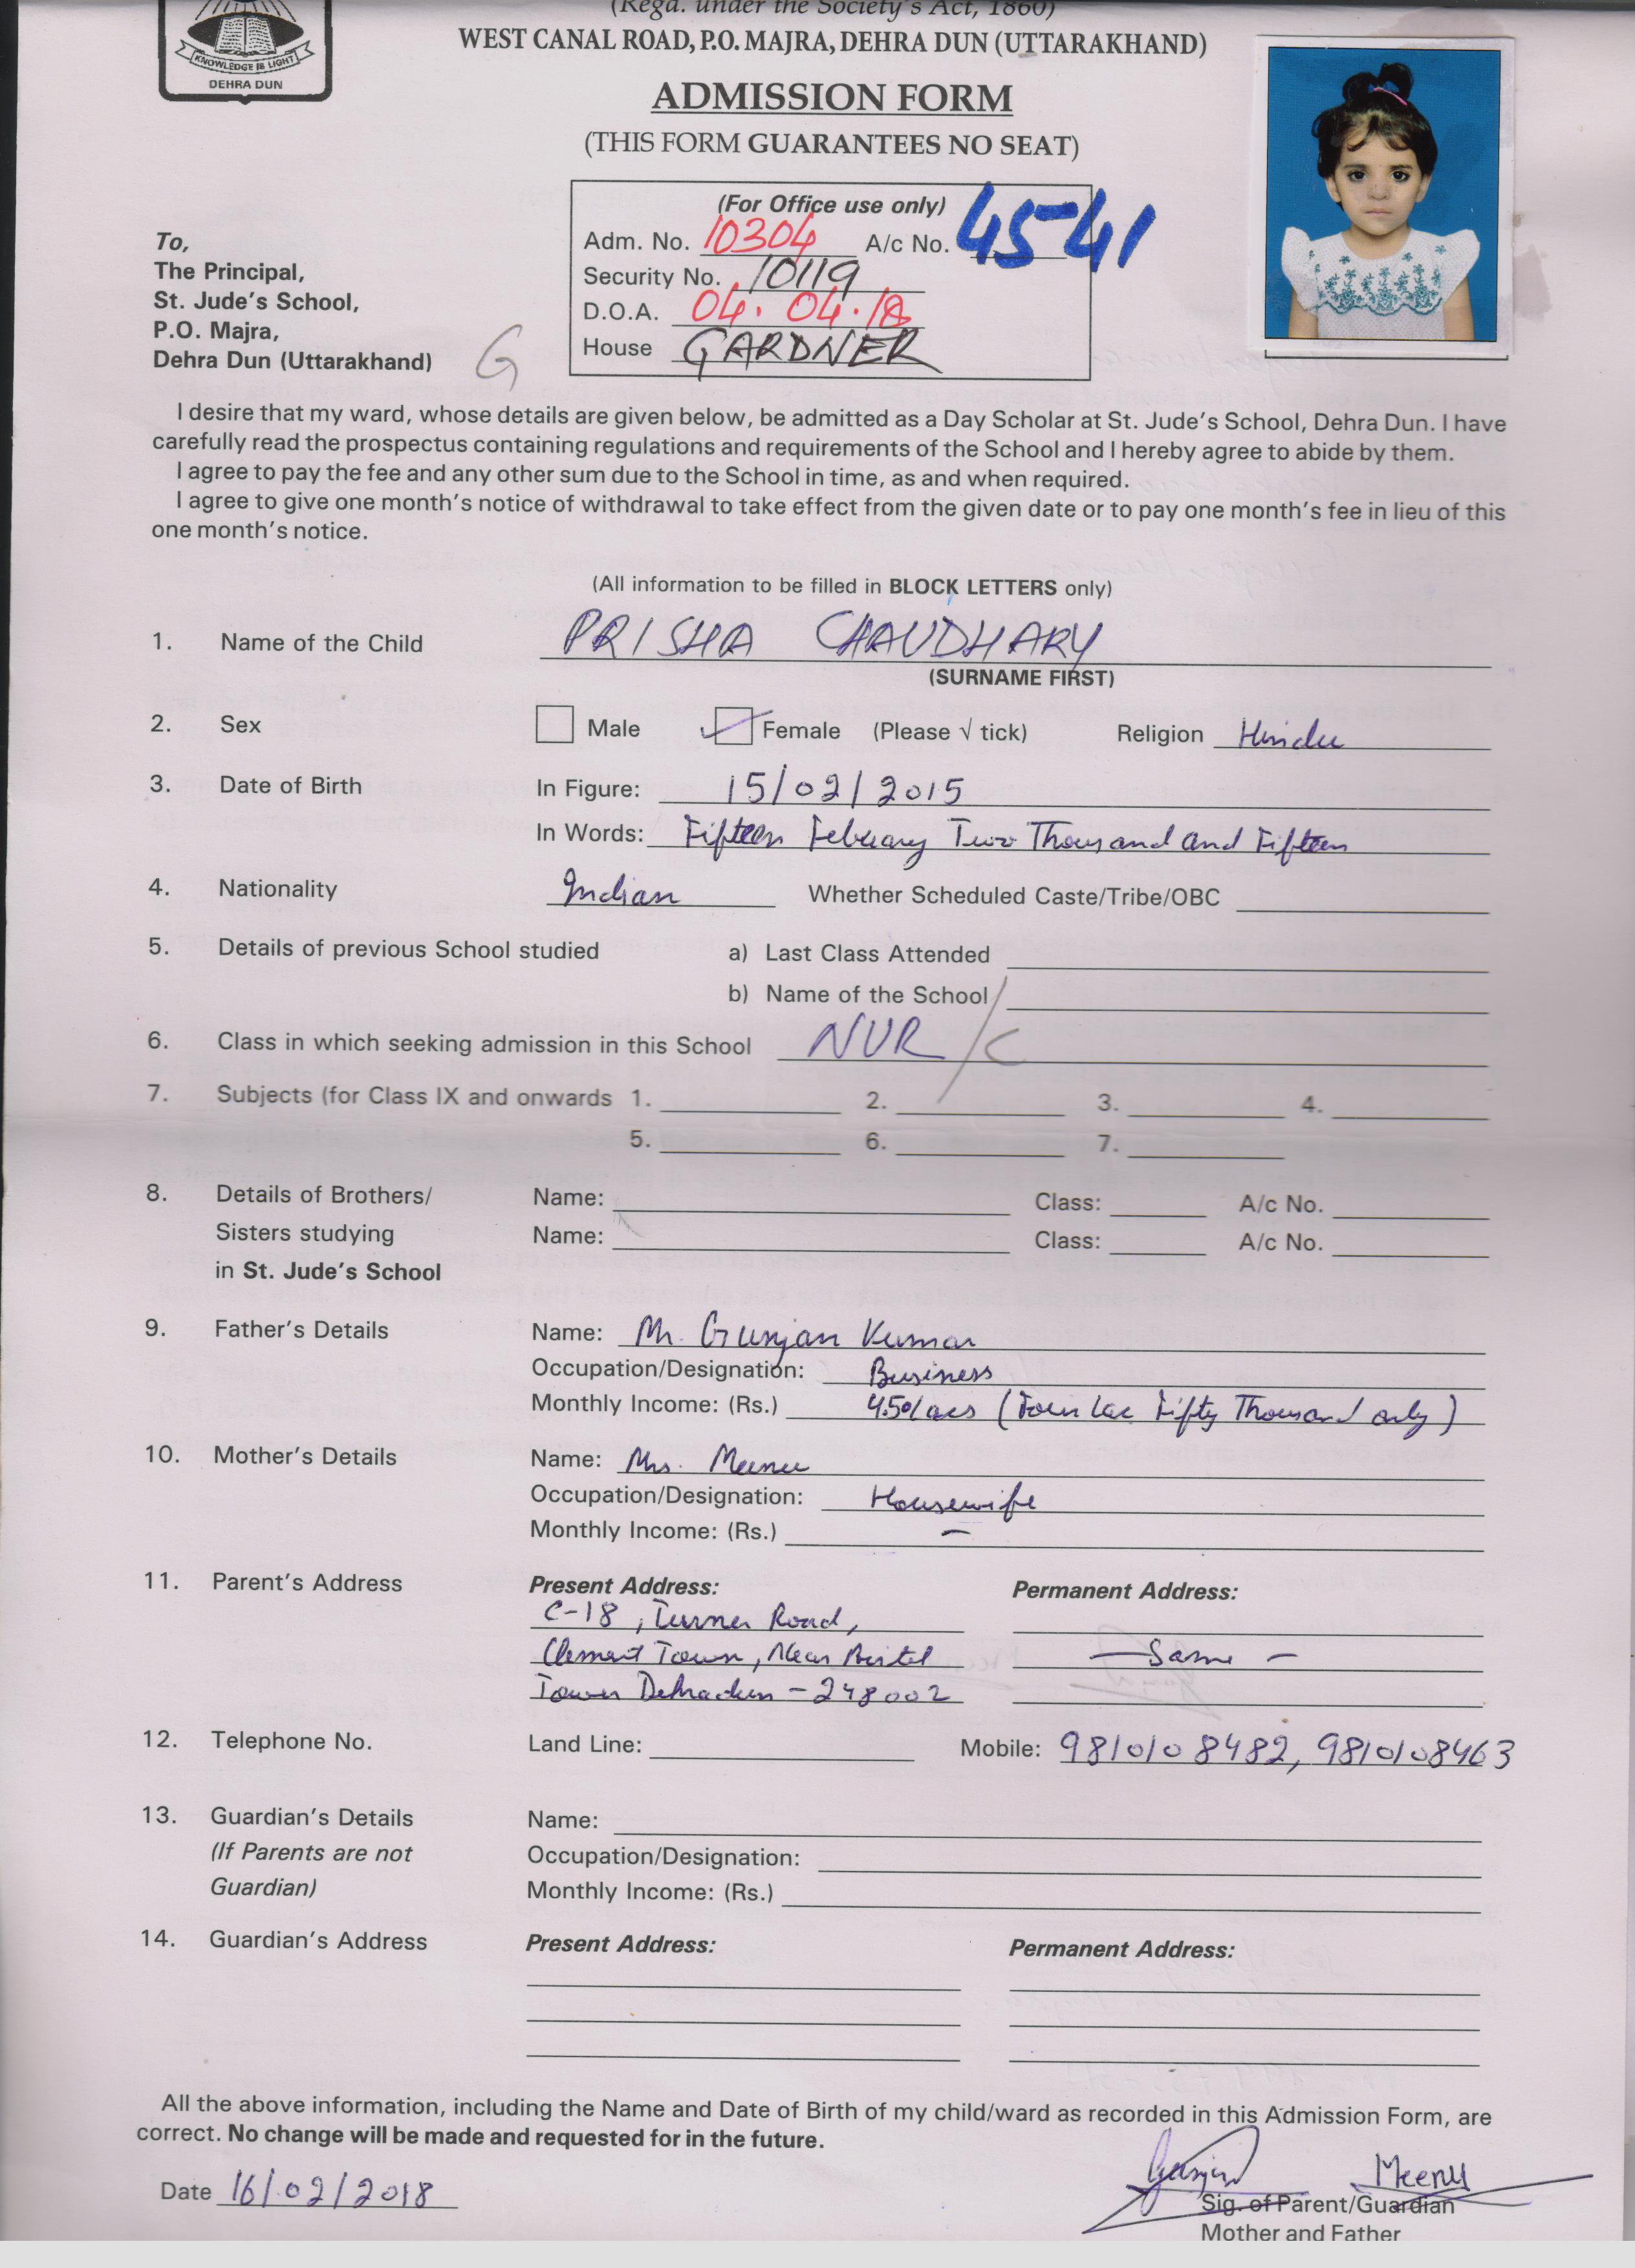 (Regd. under the Society's Act, 1860)
WEST CANAL ROAD, P.O. MAJRA, DEHRA DUN (UTTARAKHAND)
KNOWLEDGE IS LIGHT
DEHRA DUN
ADMISSION FORM
(THIS FORM GUARANTEES NO SEAT)
(For Office use only)
Adm. No. 10304 A/c No. 4541
Security No. 10119
D.O.A. 04.04.18
House GARDNER
To,
The Principal,
St. Jude's School,
P.O. Majra,
Dehra Dun (Uttarakhand) G
I desire that my ward, whose details are given below, be admitted as a Day Scholar at St. Jude's School, Dehra Dun. I have
carefully read the prospectus containing regulations and requirements of the School and I hereby agree to abide by them.
I agree to pay the fee and any other sum due to the School in time, as and when required.
I agree to give one month's notice of withdrawal to take effect from the given date or to pay one month's fee in lieu of this
one month's notice.
(All information to be filled in BLOCK LETTERS only)
1. Name of the Child PRISHA CHAUDHARY
(SURNAME FIRST)
2. Sex Male Female (Please √ tick) Religion Hindu
3. Date of Birth In Figure: 15/02/2015
In Words: Fifteen Febuary Two Thousand and Fifteen
4. Nationality Indian Whether Scheduled Caste/Tribe/OBC
5. Details of previous School studied a) Last Class Attended
b) Name of the School
6. Class in which seeking admission in this School NUR / C
7. Subjects (for Class IX and onwards 1. 2. 3. 4.
5. 6. 7.
8. Details of Brothers/ Name: Class: A/c No.
Sisters studying Name: Class: A/c No.
in St. Jude's School
9. Father's Details Name: Mr. Gunjan Kumar
Occupation/Designation: Business
Monthly Income: (Rs.) 4.50 lacs (Four Lac Fifty Thousand only)
10. Mother's Details Name: Mrs. Meenu
Occupation/Designation: Housewife
Monthly Income: (Rs.) –
11. Parent's Address Present Address: Permanent Address:
C-18, Turner Road,
Clement Town, Near
Tower Dehradun - 248002
— Same —
12. Telephone No. Land Line: Mobile: 9810108482, 9810108463
13. Guardian's Details Name:
(If Parents are not Occupation/Designation:
Guardian) Monthly Income: (Rs.)
14. Guardian's Address Present Address: Permanent Address:
All the above information, including the Name and Date of Birth of my child/ward as recorded in this Admission Form, are
correct. No change will be made and requested for in the future.
Date 16/02/2018
Gunjan Meenu
Sig. of Parent/Guardian
Mother and Father